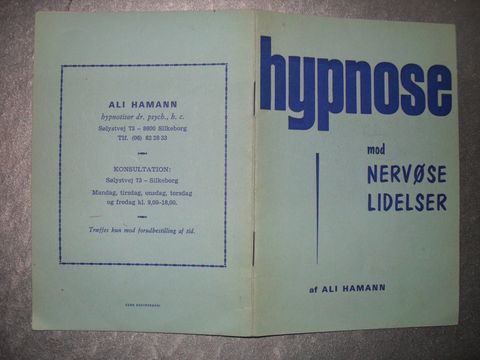 ALI HAMANN
hypnotisør dr. psych., h. c.
Sølystvej 73 – 8600 Silkeborg
Tlf. (06) 82 28 33
KONSULTATION:
Sølystvej 73 – Silkeborg
Mandag, tirsdag, onsdag, torsdag
og fredag kl. 9,00–18,00.
Træffes kun mod forudbestilling af tid.
hypnose
mod
NERVØSE
LIDELSER
af ALI HAMANN